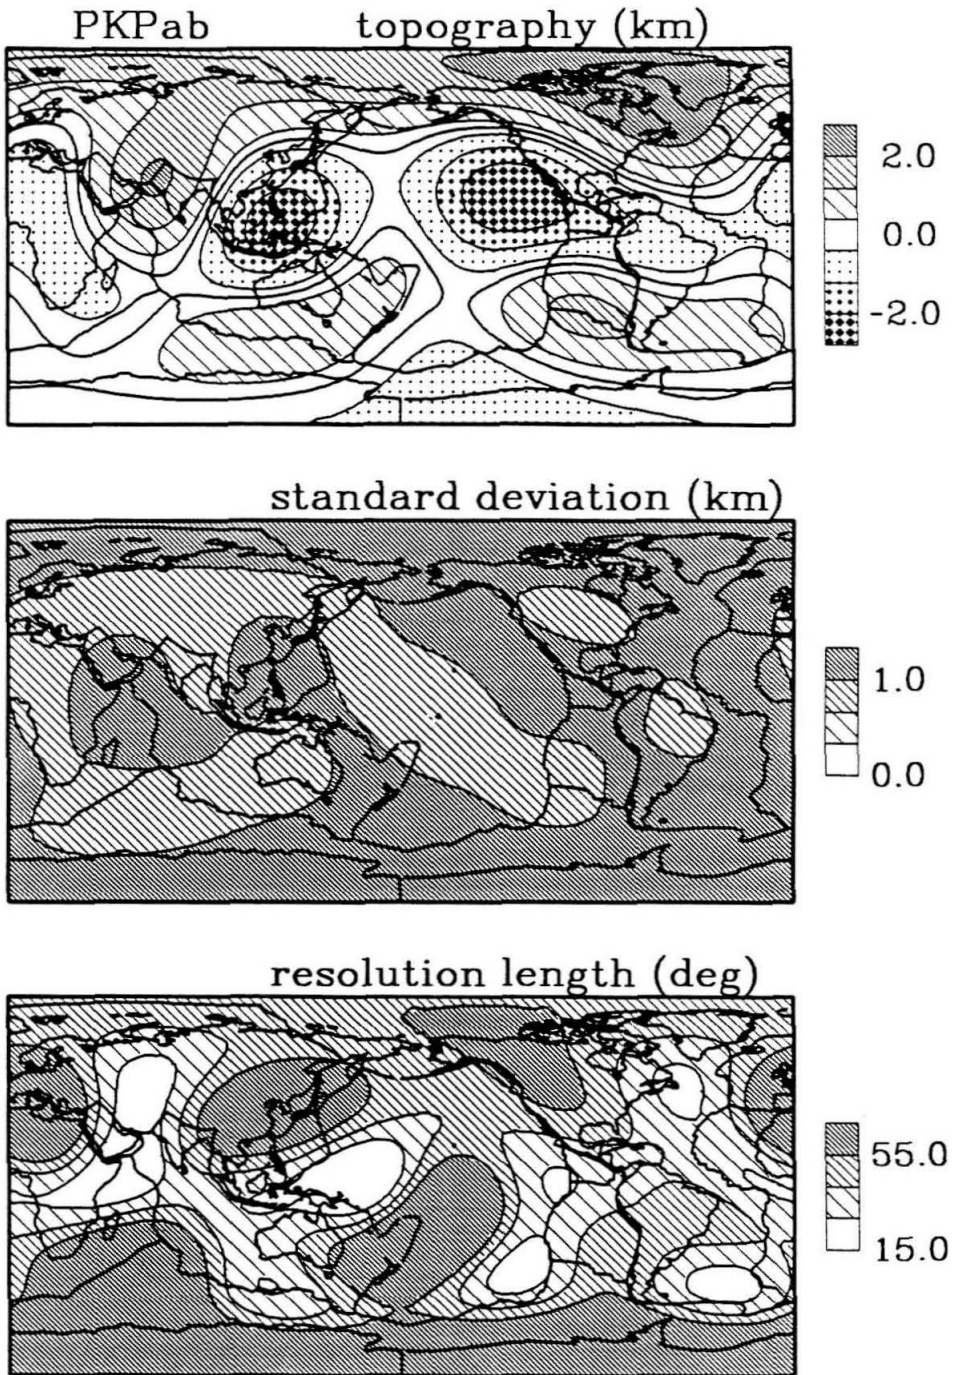 PKPab topography (km)
2.0
0.0
-2.0
standard deviation (km)
1.0
0.0
resolution length (deg)
55.0
15.0